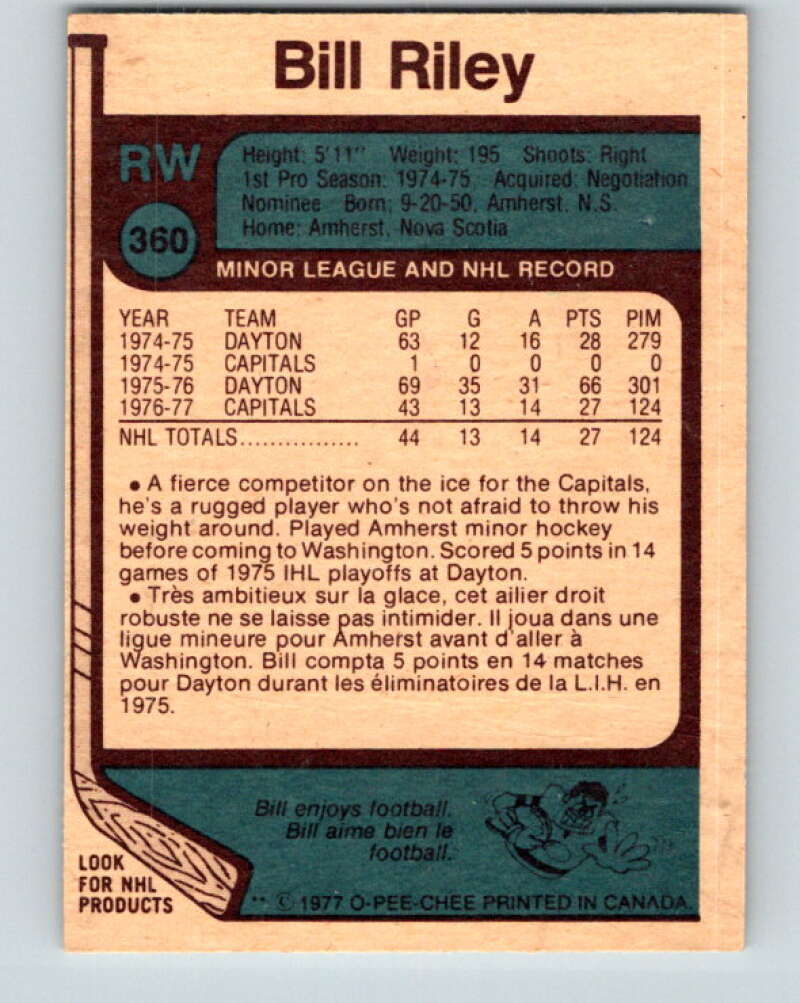 Bill Riley
RW
360
Height: 5'11" Weight: 195 Shoots: Right
1st Pro Season: 1974-75 Acquired: Negotiation
Nominee Born: 9-20-50, Amherst, N.S.
Home: Amherst, Nova Scotia
MINOR LEAGUE AND NHL RECORD
YEAR TEAM GP G A PTS PIM
1974-75 DAYTON 63 12 16 28 279
1974-75 CAPITALS 1 0 0 0 0
1975-76 DAYTON 69 35 31 66 301
1976-77 CAPITALS 43 13 14 27 124
NHL TOTALS................ 44 13 14 27 124
• A fierce competitor on the ice for the Capitals,
he's a rugged player who's not afraid to throw his
weight around. Played Amherst minor hockey
before coming to Washington. Scored 5 points in 14
games of 1975 IHL playoffs at Dayton.
• Très ambitieux sur la glace, cet ailier droit
robuste ne se laisse pas intimider. Il joua dans une
ligue mineure pour Amherst avant d'aller à
Washington. Bill compta 5 points en 14 matches
pour Dayton durant les éliminatoires de la L.I.H. en
1975.
Bill enjoys football.
Bill aime bien le
football.
LOOK
FOR NHL
PRODUCTS
** © 1977 O-PEE-CHEE PRINTED IN CANADA.